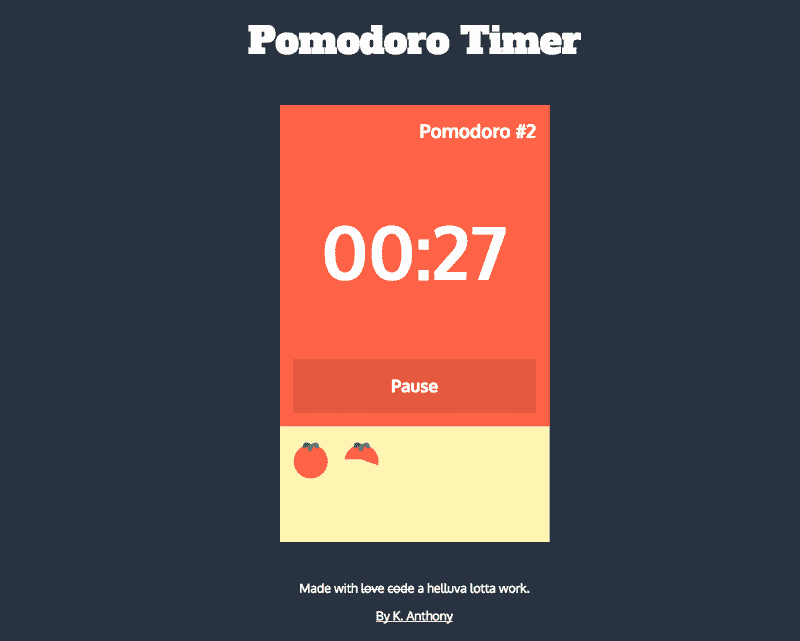 Pomodoro Timer
Pomodoro #2
00:27
Pause
Made with love code a helluva lotta work.
By K. Anthony